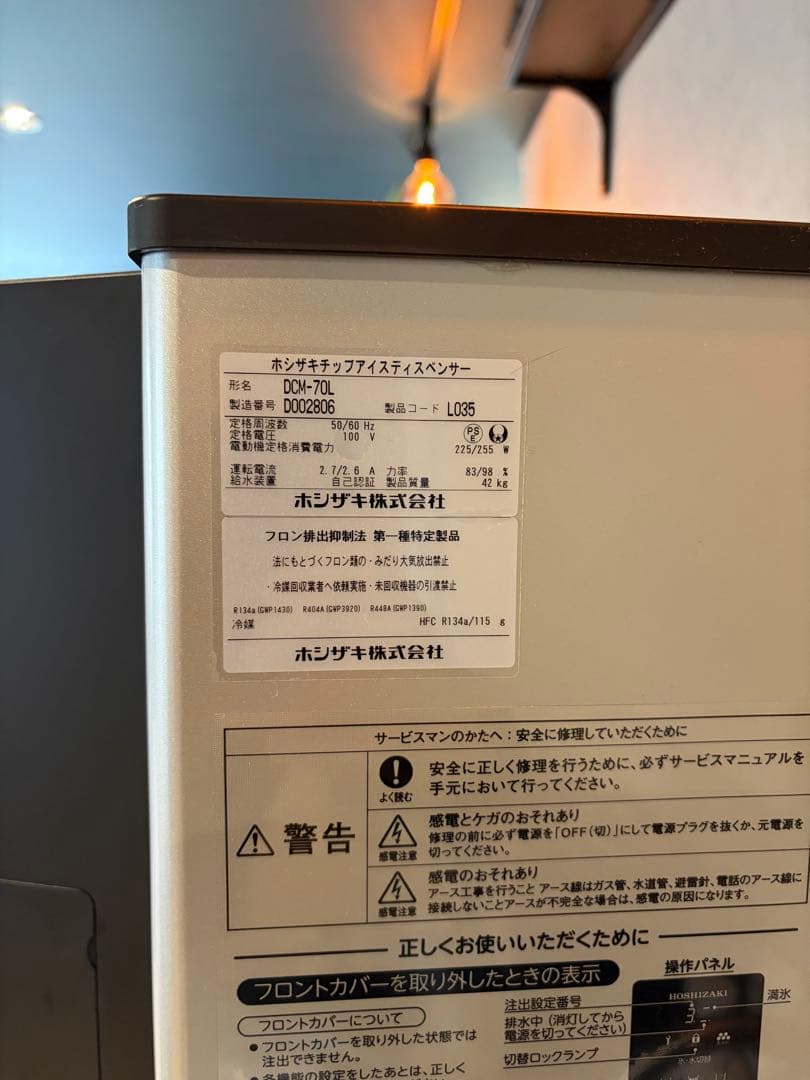 ホシザキチップアイスディスペンサー
形名 DCM-70L
製造番号 D002806 製品コード L035
定格周波数 50/60 Hz
定格電圧 100 V
PSE
電動機定格消費電力 225/255 W
運転電流 2.7/2.6 A 力率 83/98 %
給水装置 自己認証 製品質量 42 kg
ホシザキ株式会社
フロン排出抑制法 第一種特定製品
法にもとづくフロン類の・みだり大気放出禁止
・冷媒回収業者へ依頼実施・未回収機器の引渡禁止
R134a(GWP1430) R404A(GWP3920) R448A(GWP1390)
冷媒 HFC R134a/115 g
ホシザキ株式会社
サービスマンのかたへ：安全に修理していただくために
警告
よく読む
安全に正しく修理を行うために、必ずサービスマニュアルを
手元において行ってください。
感電注意
感電とケガのおそれあり
修理の前に必ず電源を「OFF(切)」にして電源プラグを抜くか、元電源を
切ってください。
感電注意
感電のおそれあり
アース工事を行うこと アース線はガス管、水道管、避雷針、電話のアース線に
接続しないことアースが不完全な場合は、感電の原因になります。
正しくお使いいただくために
フロントカバーを取り外したときの表示
フロントカバーについて
●フロントカバーを取り外した状態では
注出できません。
●各機能の設定をしたあとは、正しく
操作パネル
注出設定番号
排水中(消灯してから
電源を切ってください)
切替ロックランプ
HOSHIZAKI
3
氷・水切替
満氷